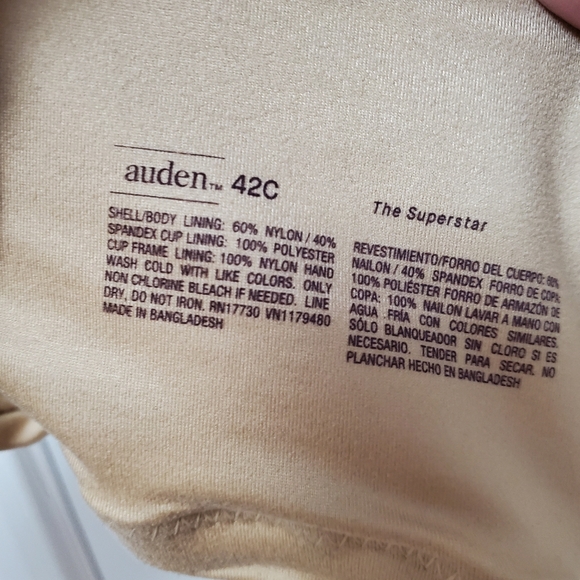 auden™ 42C
The Superstar
SHELL/BODY LINING: 60% NYLON / 40%
SPANDEX CUP LINING: 100% POLYESTER
CUP FRAME LINING: 100% NYLON HAND
WASH COLD WITH LIKE COLORS. ONLY
NON CHLORINE BLEACH IF NEEDED. LINE
DRY, DO NOT IRON. RN17730 VN1179480
MADE IN BANGLADESH
REVESTIMIENTO/FORRO DEL CUERPO: 60%
NAILON / 40% SPANDEX FORRO DE COPA:
100% POLIÉSTER FORRO DE ARMAZÓN DE
COPA: 100% NAILON LAVAR A MANO CON
AGUA FRÍA CON COLORES SIMILARES.
SÓLO BLANQUEADOR SIN CLORO SI ES
NECESARIO. TENDER PARA SECAR. NO
PLANCHAR HECHO EN BANGLADESH